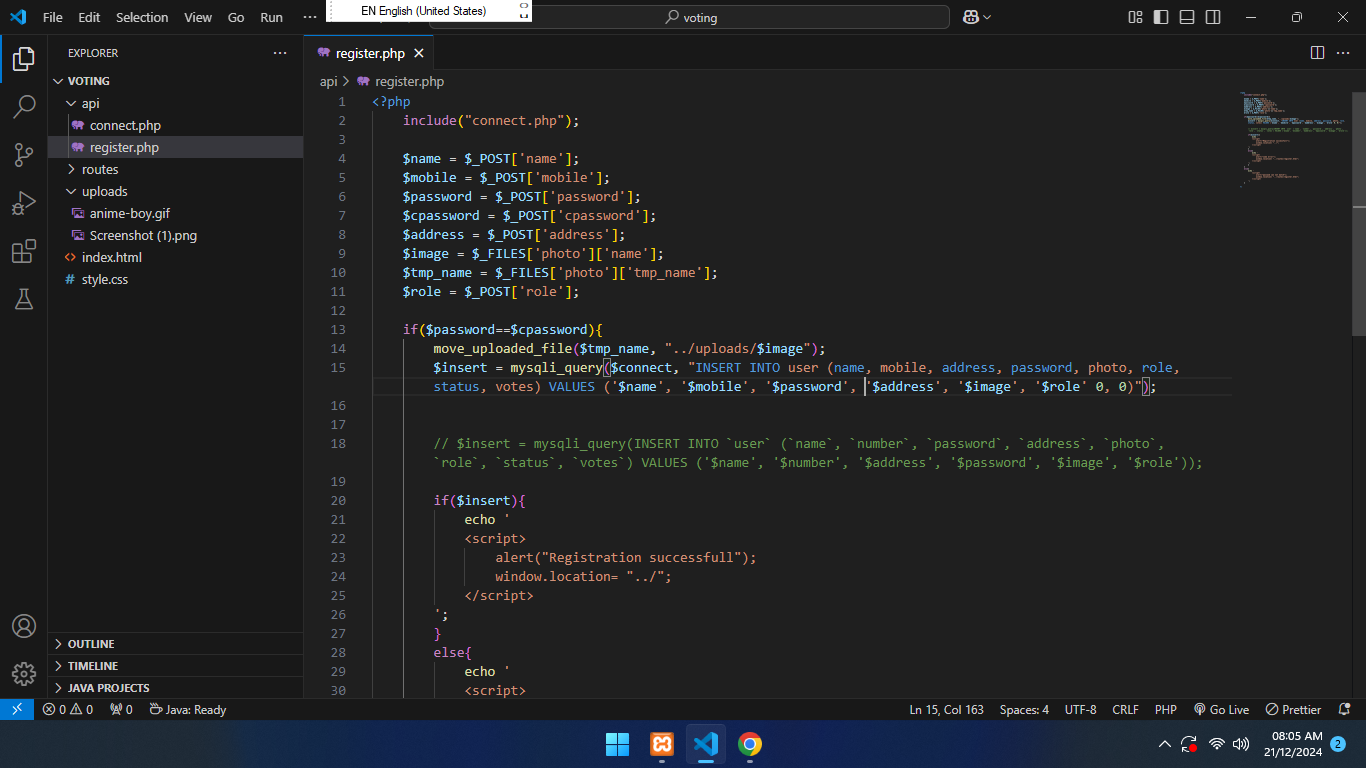 File Edit Selection View Go Run ···
EN English (United States)
voting
EXPLORER
register.php
VOTING
api
connect.php
register.php
routes
uploads
anime-boy.gif
Screenshot (1).png
index.html
style.css
OUTLINE
TIMELINE
JAVA PROJECTS
api > register.php
1 <?php
2 include("connect.php");
3
4 $name = $_POST['name'];
5 $mobile = $_POST['mobile'];
6 $password = $_POST['password'];
7 $cpassword = $_POST['cpassword'];
8 $address = $_POST['address'];
9 $image = $_FILES['photo']['name'];
10 $tmp_name = $_FILES['photo']['tmp_name'];
11 $role = $_POST['role'];
12
13 if($password==$cpassword){
14 move_uploaded_file($tmp_name, "../uploads/$image");
15 $insert = mysqli_query($connect, "INSERT INTO user (name, mobile, address, password, photo, role,
status, votes) VALUES ('$name', '$mobile', '$password', '$address', '$image', '$role' 0, 0)");
16
17
18 // $insert = mysqli_query(INSERT INTO `user` (`name`, `number`, `password`, `address`, `photo`,
`role`, `status`, `votes`) VALUES ('$name', '$number', '$address', '$password', '$image', '$role'));
19
20 if($insert){
21 echo '
22 <script>
23 alert("Registration successfull");
24 window.location= "../";
25 </script>
26 ';
27 }
28 else{
29 echo '
30 <script>
0 0 0 Java: Ready
Ln 15, Col 163 Spaces: 4 UTF-8 CRLF PHP Go Live Prettier
08:05 AM
21/12/2024
2